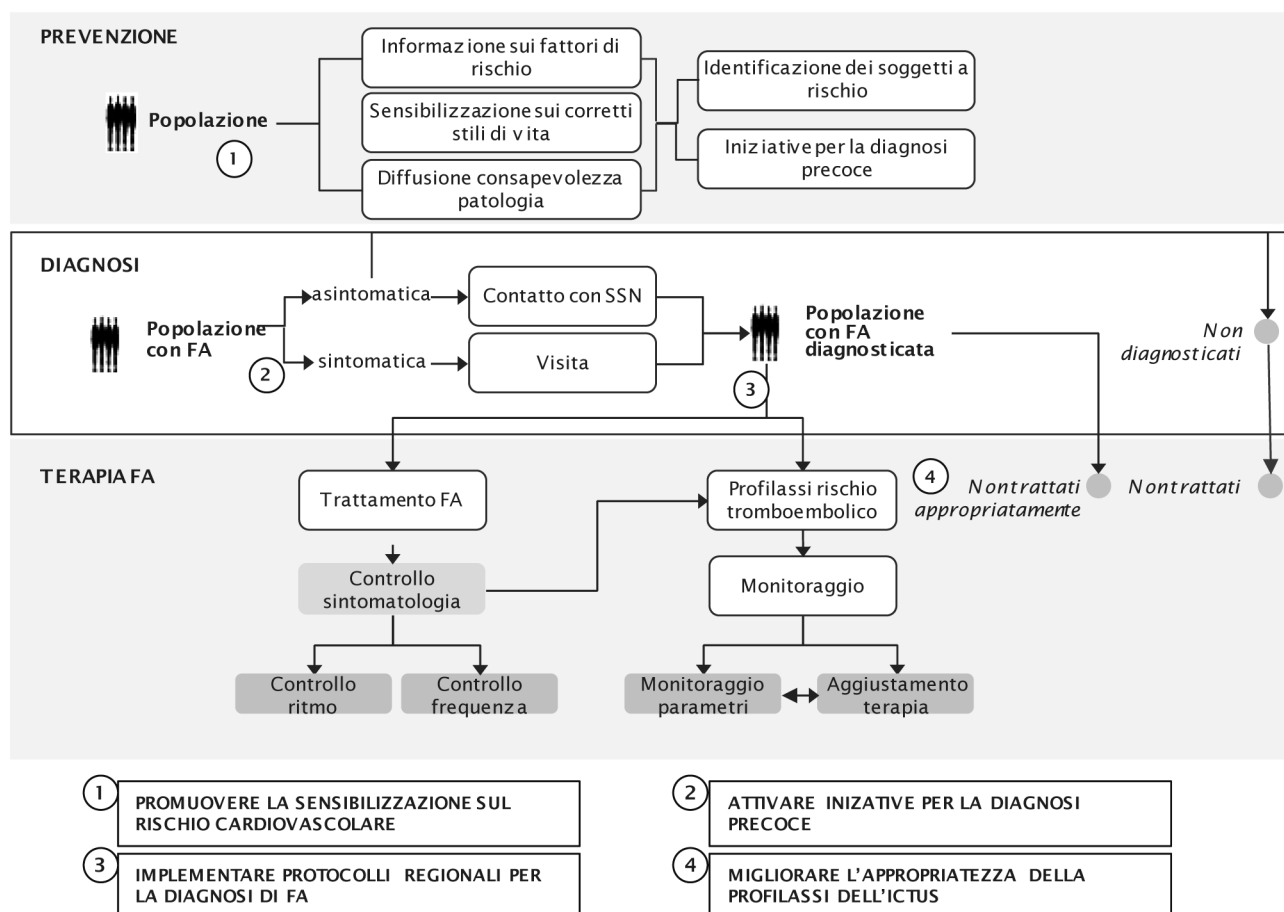 PREVENZIONE
Informazione sui fattori di
rischio
Identificazione dei soggetti a
rischio
Popolazione
1
Sensibilizzazione sui corretti
stili di vita
Iniziative per la diagnosi
precoce
Diffusione consapevolezza
patologia
DIAGNOSI
asintomatica
Contatto con SSN
Popolazione
con FA
2
sintomatica
Visita
Popolazione
con FA
diagnosticata
3
Non
diagnosticati
TERAPIA FA
Trattamento FA
Profilassi rischio
tromboembolico
4
Non trattati
appropriatamente
Non trattati
Controllo
sintomatologia
Monitoraggio
Controllo
ritmo
Controllo
frequenza
Monitoraggio
parametri
Aggiustamento
terapia
1
PROMUOVERE LA SENSIBILIZZAZIONE SUL
RISCHIO CARDIOVASCOLARE
2
ATTIVARE INIZATIVE PER LA DIAGNOSI
PRECOCE
3
IMPLEMENTARE PROTOCOLLI REGIONALI PER
LA DIAGNOSI DI FA
4
MIGLIORARE L'APPROPRIATEZZA DELLA
PROFILASSI DELL'ICTUS